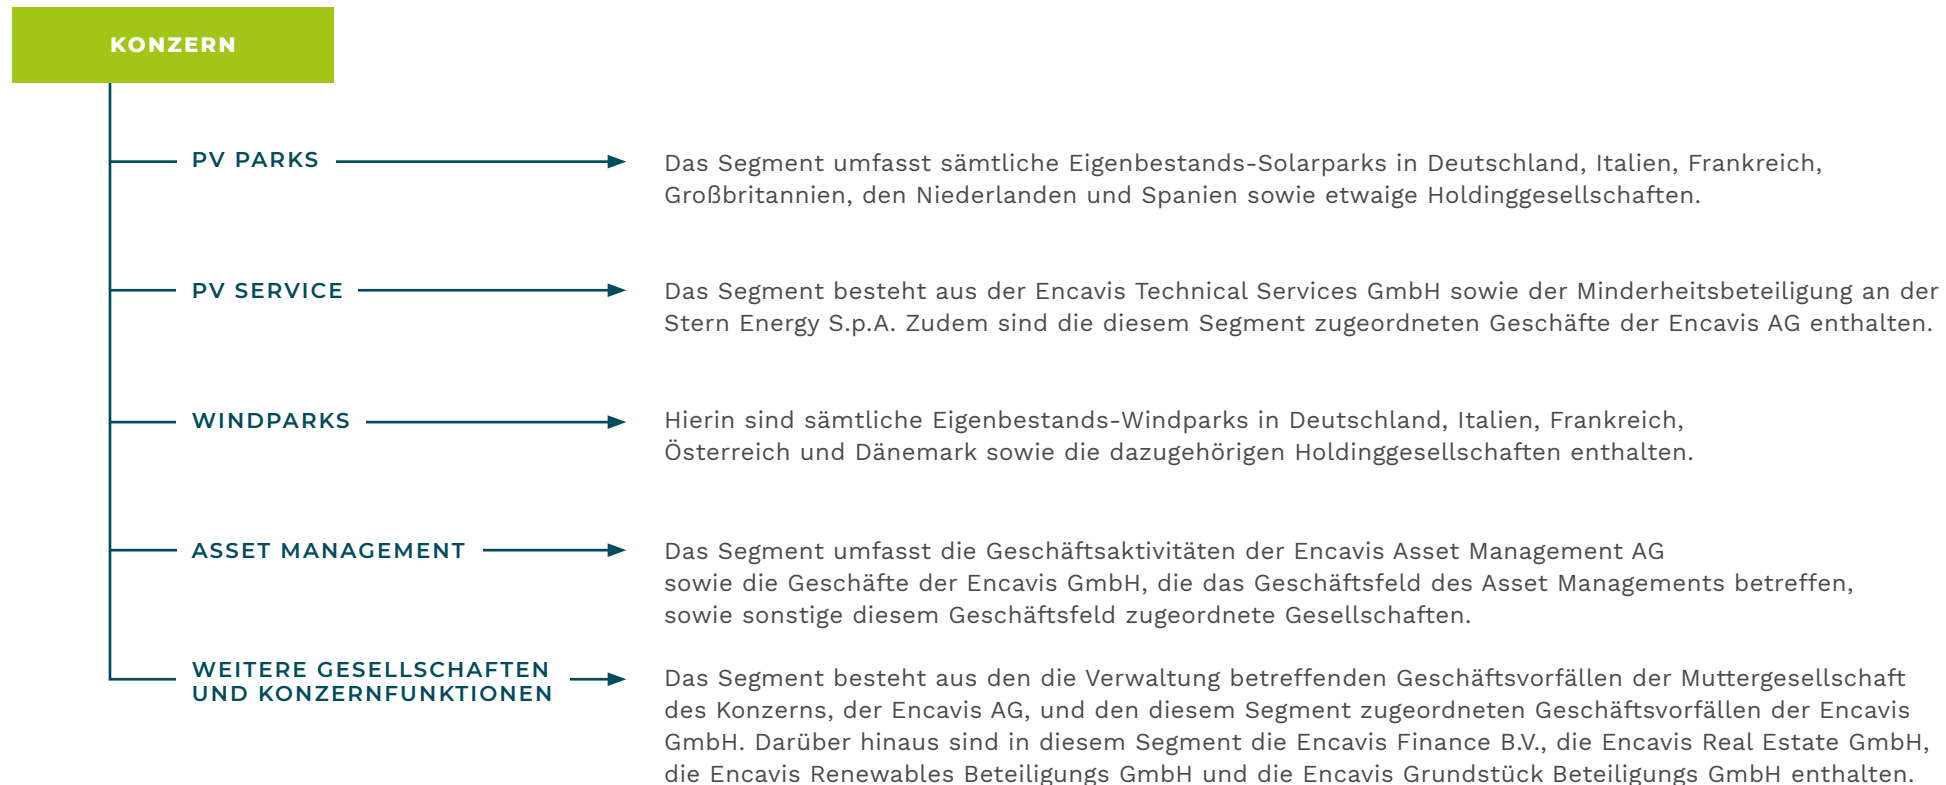 KONZERN
PV PARKS
Das Segment umfasst sämtliche Eigenbestands-Solarparks in Deutschland, Italien, Frankreich,
Großbritannien, den Niederlanden und Spanien sowie etwaige Holdinggesellschaften.
PV SERVICE
Das Segment besteht aus der Encavis Technical Services GmbH sowie der Minderheitsbeteiligung an der
Stern Energy S.p.A. Zudem sind die diesem Segment zugeordneten Geschäfte der Encavis AG enthalten.
WINDPARKS
Hierin sind sämtliche Eigenbestands-Windparks in Deutschland, Italien, Frankreich,
Österreich und Dänemark sowie die dazugehörigen Holdinggesellschaften enthalten.
ASSET MANAGEMENT
Das Segment umfasst die Geschäftsaktivitäten der Encavis Asset Management AG
sowie die Geschäfte der Encavis GmbH, die das Geschäftsfeld des Asset Managements betreffen,
sowie sonstige diesem Geschäftsfeld zugeordnete Gesellschaften.
WEITERE GESELLSCHAFTEN
UND KONZERNFUNKTIONEN
Das Segment besteht aus den die Verwaltung betreffenden Geschäftsvorfällen der Muttergesellschaft
des Konzerns, der Encavis AG, und den diesem Segment zugeordneten Geschäftsvorfällen der Encavis
GmbH. Darüber hinaus sind in diesem Segment die Encavis Finance B.V., die Encavis Real Estate GmbH,
die Encavis Renewables Beteiligungs GmbH und die Encavis Grundstück Beteiligungs GmbH enthalten.